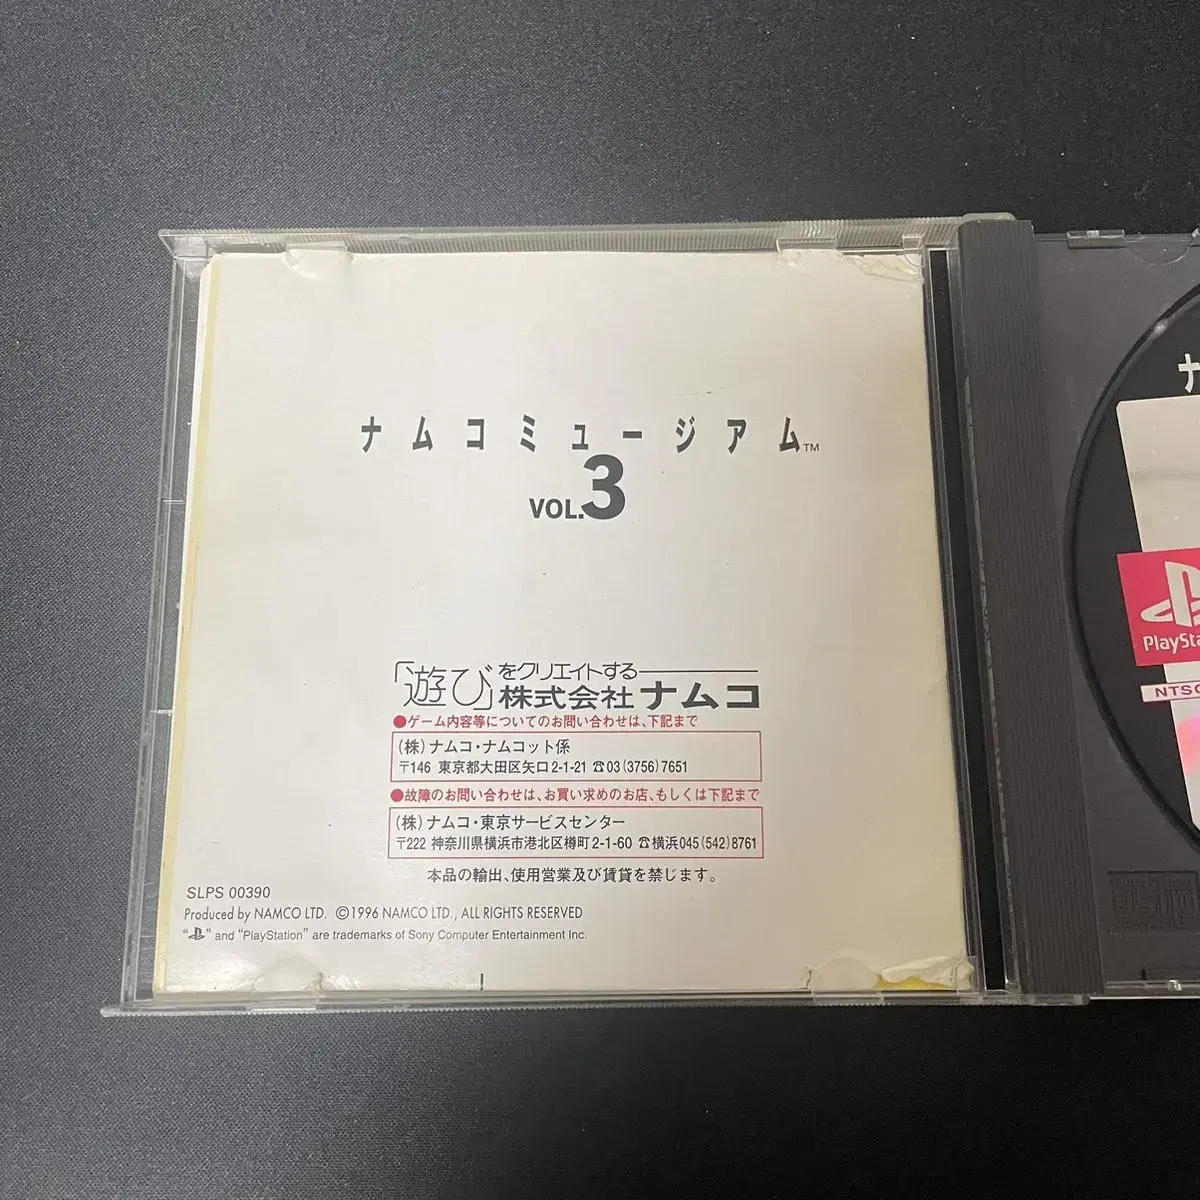 ナムコミュージアム™
VOL.3
「遊び」をクリエイトする
株式会社ナムコ
●ゲーム内容等についてのお問い合わせは、下記まで
(株)ナムコ・ナムコット係
〒146 東京都大田区矢口2-1-21 ☎03(3756)7651
●故障のお問い合わせは、お買い求めのお店、もしくは下記まで
(株)ナムコ・東京サービスセンター
〒222 神奈川県横浜市港北区樽町2-1-60 ☎横浜045(542)8761
本品の輸出、使用営業及び賃貸を禁じます。
SLPS 00390
Produced by NAMCO LTD. ©1996 NAMCO LTD., ALL RIGHTS RESERVED
" " and "PlayStation" are trademarks of Sony Computer Entertainment Inc.
ナ
PlaySta
NTSC